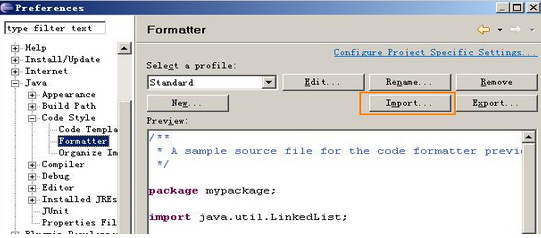 Preferences
type filter text
Help
Install/Update
Internet
Java
Appearance
Build Path
Code Style
Code Templa
Formatter
Organize Im
Compiler
Debug
Editor
Installed JREs
JUnit
Properties Fil
Formatter
Configure Project Specific Settings...
Select a profile:
Standard
Edit...
Rename...
Remove
New...
Import...
Export...
Preview:
/**
* A sample source file for the code formatter previe
*/
package mypackage;
import java.util.LinkedList;